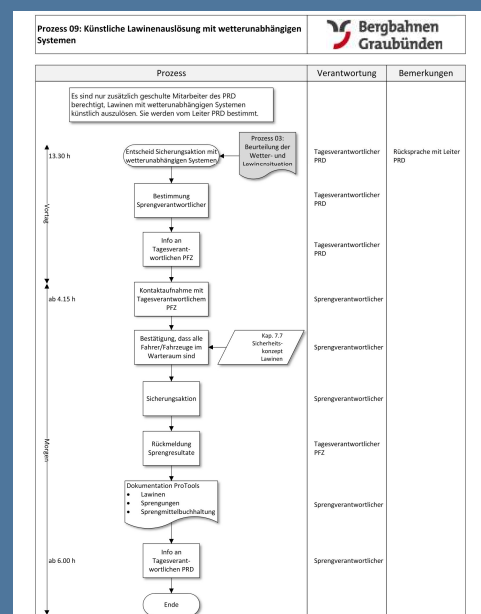 Prozess 09: Künstliche Lawinenauslösung mit wetterunabhängigen
Systemen
Bergbahnen
Graubünden
Prozess
Verantwortung
Bemerkungen
Es sind nur zusätzlich geschulte Mitarbeiter des PRD
berechtigt, Lawinen mit wetterunabhängigen Systemen
künstlich auszulösen. Sie werden vom Leiter PRD bestimmt.
13.30 h
Entscheid Sicherungsaktion mit
wetterunabhängigen Systemen
Prozess 03:
Beurteilung der
Wetter- und
Lawinensituation
Tagesverantwortlicher
PRD
Rücksprache mit Leiter
PRD
Vortag
Bestimmung
Sprengverantwortlicher
Tagesverantwortlicher
PRD
Info an
Tagesverant-
wortlichen PFZ
Tagesverantwortlicher
PRD
ab 4.15 h
Kontaktaufnahme mit
Tagesverantwortlichem
PFZ
Sprengverantwortlicher
Bestätigung, dass alle
Fahrer/Fahrzeuge im
Warteraum sind
Kap. 7.7
Sicherheits-
konzept
Lawinen
Sprengverantwortlicher
Sicherungsaktion
Sprengverantwortlicher
Morgen
Rückmeldung
Sprengresultate
Tagesverantwortlicher
PFZ
Dokumentation ProTools
• Lawinen
• Sprengungen
• Sprengmittelbuchhaltung
Sprengverantwortlicher
ab 6.00 h
Info an
Tagesverant-
wortlichen PRD
Sprengverantwortlicher
Ende